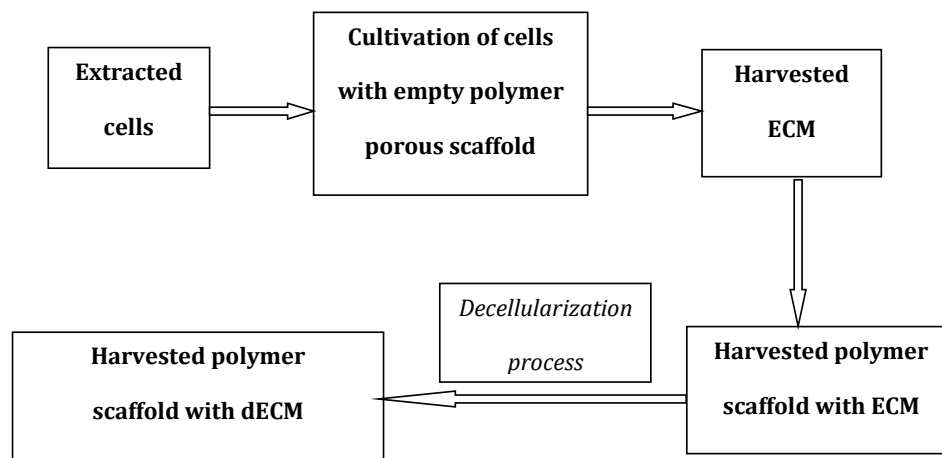 Extracted
cells
Cultivation of cells
with empty polymer
porous scaffold
Harvested
ECM
Harvested polymer
scaffold with ECM
Decellularization
process
Harvested polymer
scaffold with dECM